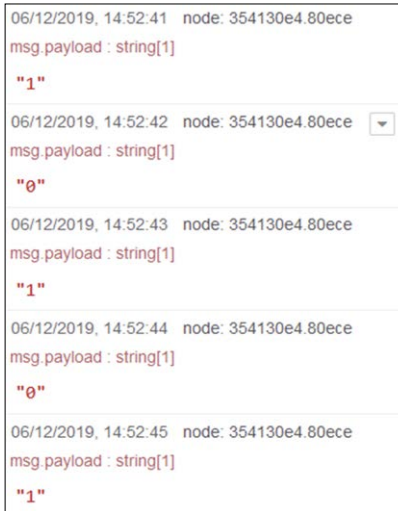 06/12/2019, 14:52:41 node: 354130e4.80ece
msg.payload : string[1]
"1"
06/12/2019, 14:52:42 node: 354130e4.80ece
msg.payload : string[1]
"0"
06/12/2019, 14:52:43 node: 354130e4.80ece
msg.payload : string[1]
"1"
06/12/2019, 14:52:44 node: 354130e4.80ece
msg.payload : string[1]
"0"
06/12/2019, 14:52:45 node: 354130e4.80ece
msg.payload : string[1]
"1"